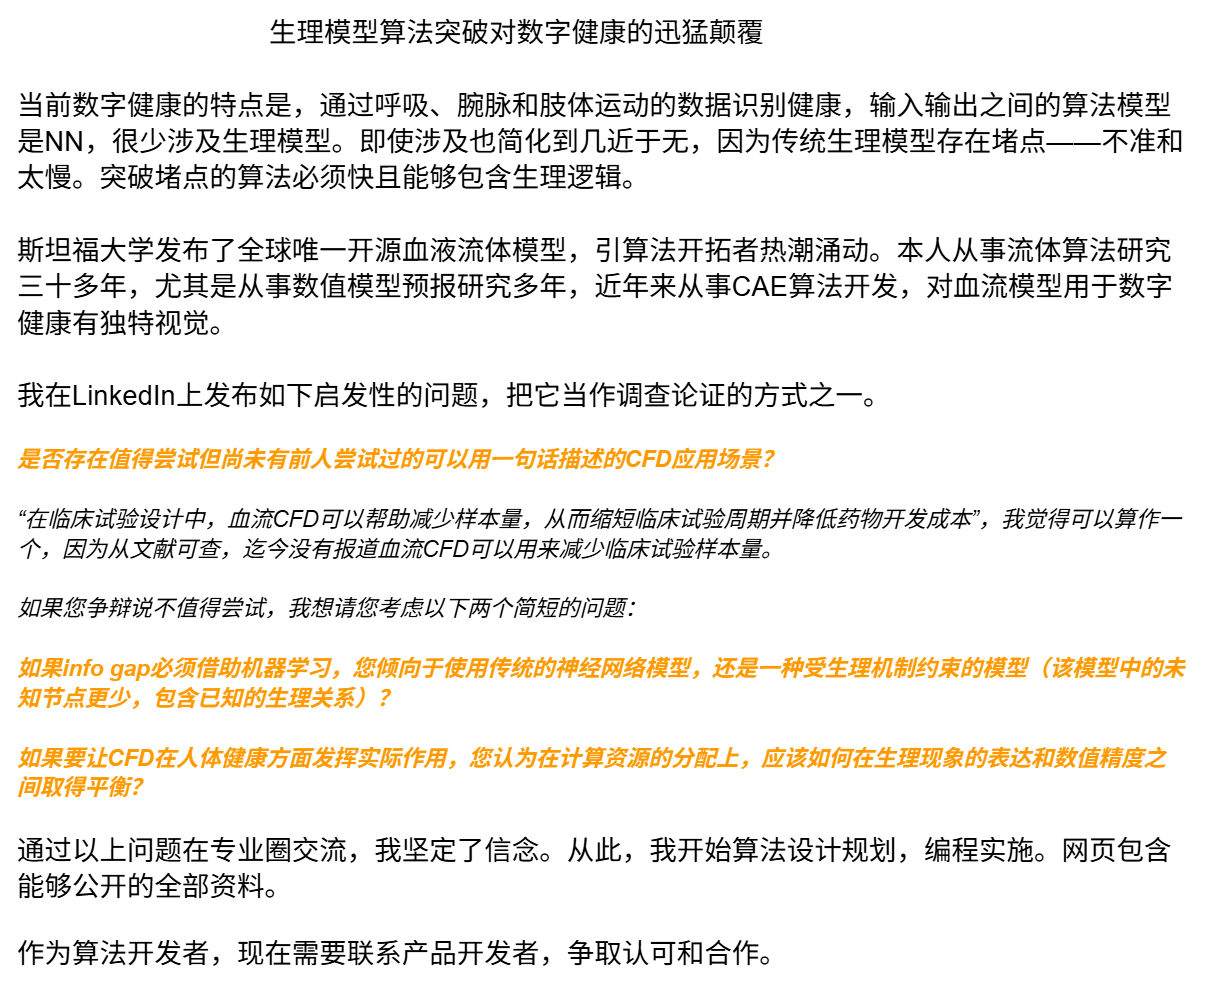 生理模型算法突破对数字健康的迅猛颠覆
当前数字健康的特点是，通过呼吸、腕脉和肢体运动的数据识别健康，输入输出之间的算法模型
是NN，很少涉及生理模型。即使涉及也简化到几近于无，因为传统生理模型存在堵点——不准和
太慢。突破堵点的算法必须快且能够包含生理逻辑。
斯坦福大学发布了全球唯一开源血液流体模型，引算法开拓者热潮涌动。本人从事流体算法研究
三十多年，尤其是从事数值模型预报研究多年，近年来从事CAE算法开发，对血流模型用于数字
健康有独特视觉。
我在LinkedIn上发布如下启发性的问题，把它当作调查论证的方式之一。
是否存在值得尝试但尚未有前人尝试过的可以用一句话描述的CFD应用场景？
“在临床试验设计中，血流CFD可以帮助减少样本量，从而缩短临床试验周期并降低药物开发成本”，我觉得可以算作一
个，因为从文献可查，迄今没有报道血流CFD可以用来减少临床试验样本量。
如果您争辩说不值得尝试，我想请您考虑以下两个简短的问题：
如果info gap必须借助机器学习，您倾向于使用传统的神经网络模型，还是一种受生理机制约束的模型（该模型中的未
知节点更少，包含已知的生理关系）？
如果要让CFD在人体健康方面发挥实际作用，您认为在计算资源的分配上，应该如何在生理现象的表达和数值精度之
间取得平衡？
通过以上问题在专业圈交流，我坚定了信念。从此，我开始算法设计规划，编程实施。网页包含
能够公开的全部资料。
作为算法开发者，现在需要联系产品开发者，争取认可和合作。